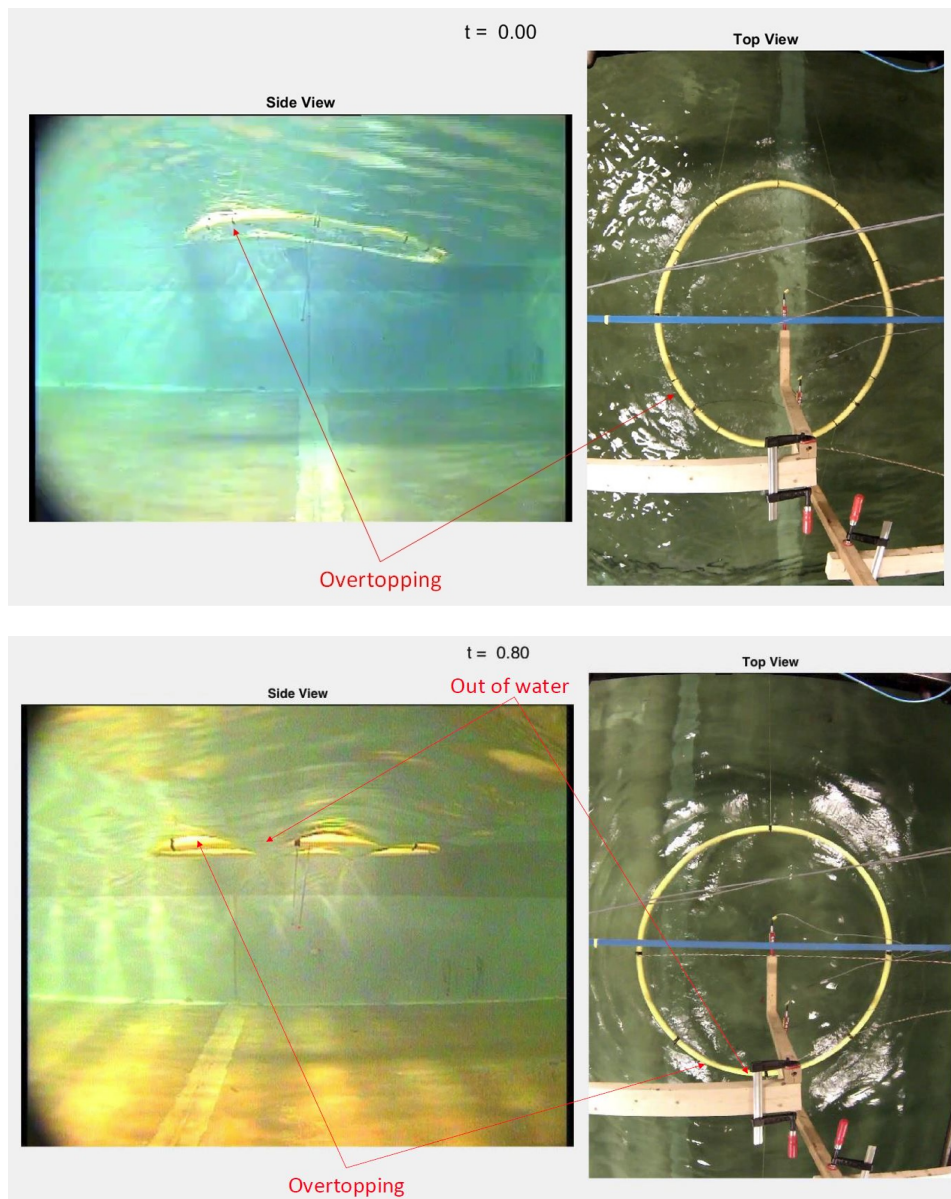 t = 0.00
Top View
Side View
Overtopping
t = 0.80
Top View
Out of water
Side View
Overtopping